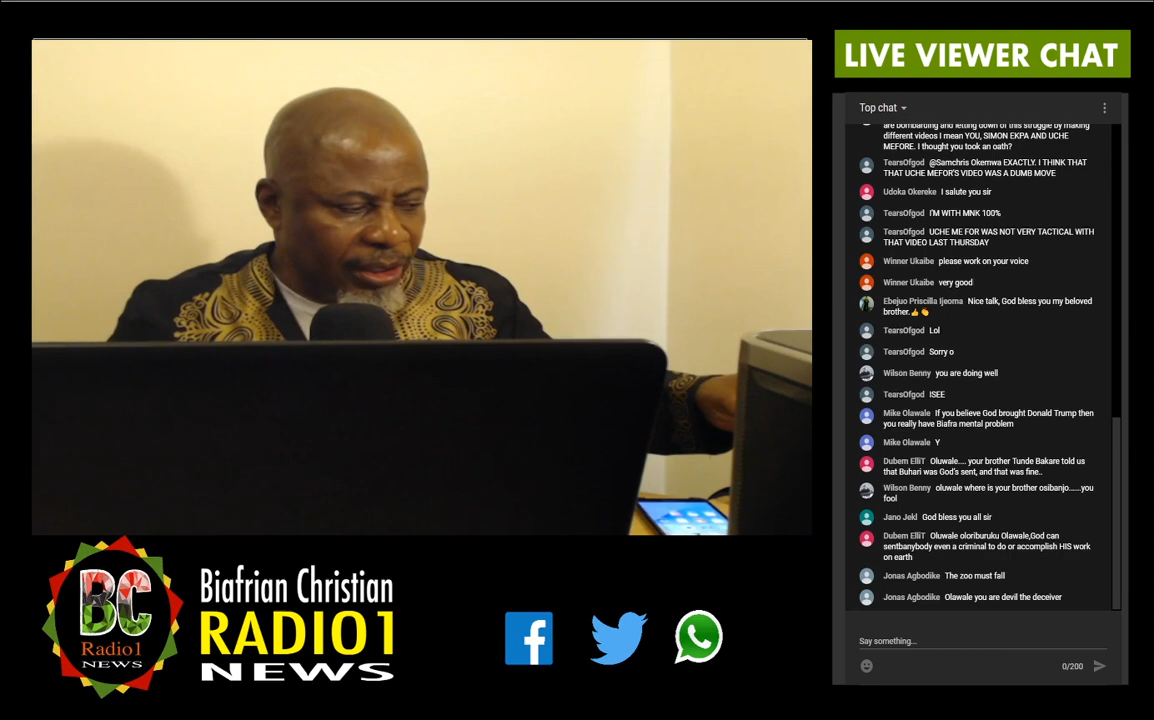 LIVE VIEWER CHAT
Top chat
are bombarding and letting down of this struggle by making
different videos I mean YOU, SIMON EKPA AND UCHE
MEFORE. I thought you took an oath?
TearsOfgod @Samchris Okemwa EXACTLY. I THINK THAT
THAT UCHE MEFOR'S VIDEO WAS A DUMB MOVE
Udoka Okereke I salute you sir
TearsOfgod I'M WITH MNK 100%
TearsOfgod UCHE ME FOR WAS NOT VERY TACTICAL WITH
THAT VIDEO LAST THURSDAY
Winner Ukaibe please work on your voice
Winner Ukaibe very good
Ebejuo Priscilla Ijeoma Nice talk, God bless you my beloved
brother.👍👏
TearsOfgod Lol
TearsOfgod Sorry o
Wilson Benny you are doing well
TearsOfgod ISEE
Mike Olawale If you believe God brought Donald Trump then
you really have Biafra mental problem
Mike Olawale Y
Dubem ElliT Oluwale.... your brother Tunde Bakare told us
that Buhari was God's sent, and that was fine..
Wilson Benny oluwale where is your brother osibanjo......you
fool
Jano Jekl God bless you all sir
Dubem ElliT Oluwale oloriburuku Olawale,God can
sentbanybody even a criminal to do or accomplish HIS work
on earth
Jonas Agbodike The zoo must fall
Jonas Agbodike Olawale you are devil the deceiver
Say something...
0/200
BC
Radio1
NEWS
Biafrian Christian
RADIO1
NEWS